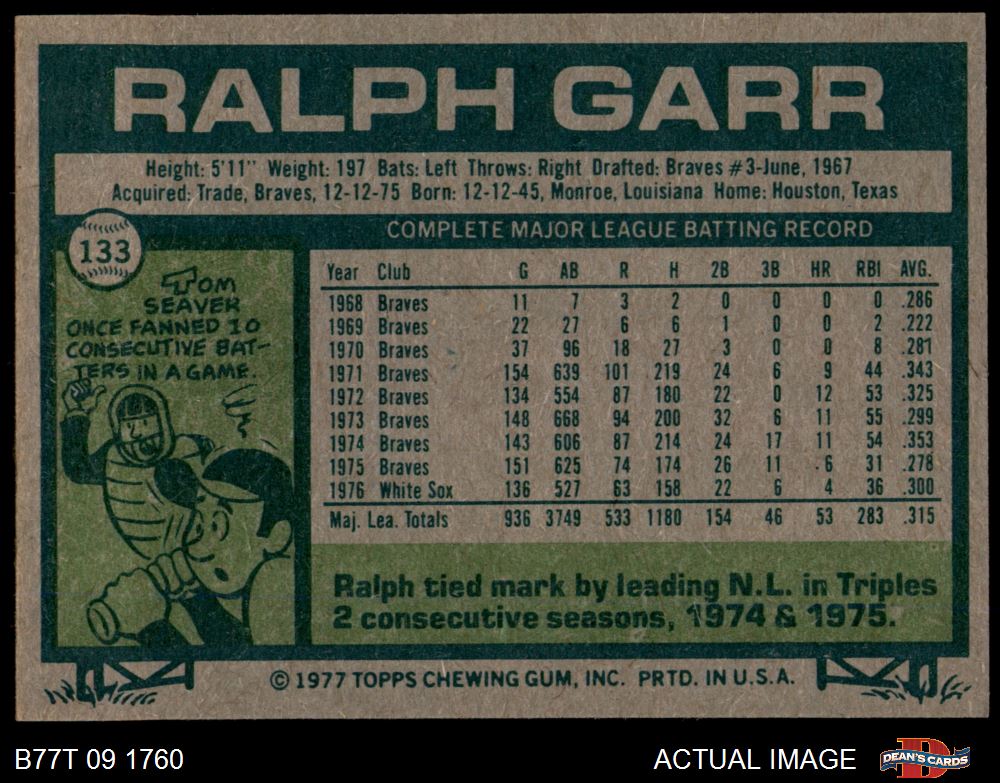 RALPH GARR
Height: 5'11" Weight: 197 Bats: Left Throws: Right Drafted: Braves #3-June, 1967
Acquired: Trade, Braves, 12-12-75 Born: 12-12-45, Monroe, Louisiana Home: Houston, Texas
133
COMPLETE MAJOR LEAGUE BATTING RECORD
TOM
SEAVER
ONCE FANNED 10
CONSECUTIVE BAT-
TERS IN A GAME.
Year Club G AB R H 2B 3B HR RBI AVG.
1968 Braves 11 7 3 2 0 0 0 0 .286
1969 Braves 22 27 6 6 1 0 0 2 .222
1970 Braves 37 96 18 27 3 0 0 8 .281
1971 Braves 154 639 101 219 24 6 9 44 .343
1972 Braves 134 554 87 180 22 0 12 53 .325
1973 Braves 148 668 94 200 32 6 11 55 .299
1974 Braves 143 606 87 214 24 17 11 54 .353
1975 Braves 151 625 74 174 26 11 6 31 .278
1976 White Sox 136 527 63 158 22 6 4 36 .300
Maj. Lea. Totals 936 3749 533 1180 154 46 53 283 .315
Ralph tied mark by leading N.L. in Triples
2 consecutive seasons, 1974 & 1975.
© 1977 TOPPS CHEWING GUM, INC. PRTD. IN U.S.A.
B77T 09 1760
ACTUAL IMAGE
DEAN'S CARDS